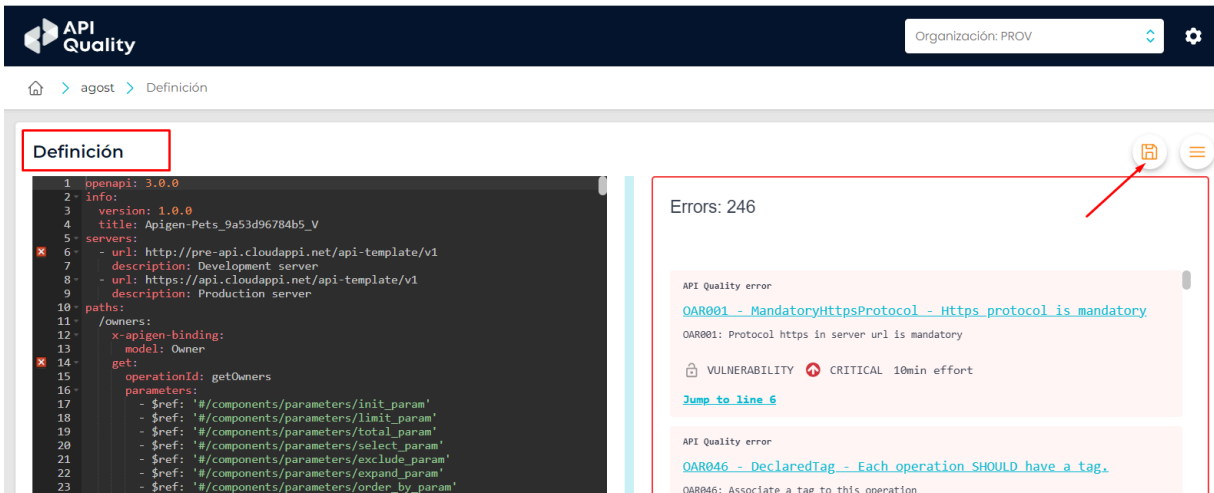 API
Quality
Organización: PROV
agost > Definición
Definición
1 openapi: 3.0.0
2 info:
3 version: 1.0.0
4 title: Apigen-Pets_9a53d96784b5_V
5 servers:
6 - url: http://pre-api.cloudappi.net/api-template/v1
7 description: Development server
8 - url: https://api.cloudappi.net/api-template/v1
9 description: Production server
10 paths:
11 /owners:
12 x-apigen-binding:
13 model: Owner
14 get:
15 operationId: getOwners
16 parameters:
17 - $ref: '#/components/parameters/init_param'
18 - $ref: '#/components/parameters/limit_param'
19 - $ref: '#/components/parameters/total_param'
20 - $ref: '#/components/parameters/select_param'
21 - $ref: '#/components/parameters/exclude_param'
22 - $ref: '#/components/parameters/expand_param'
23 - $ref: '#/components/parameters/order_by_param'
Errors: 246
API Quality error
OAR001 - MandatoryHttpsProtocol - Https protocol is mandatory
OAR001: Protocol https in server url is mandatory
VULNERABILITY CRITICAL 10min effort
Jump to line 6
API Quality error
OAR046 - DeclaredTag - Each operation SHOULD have a tag.
OAR046: Associate a tag to this operation